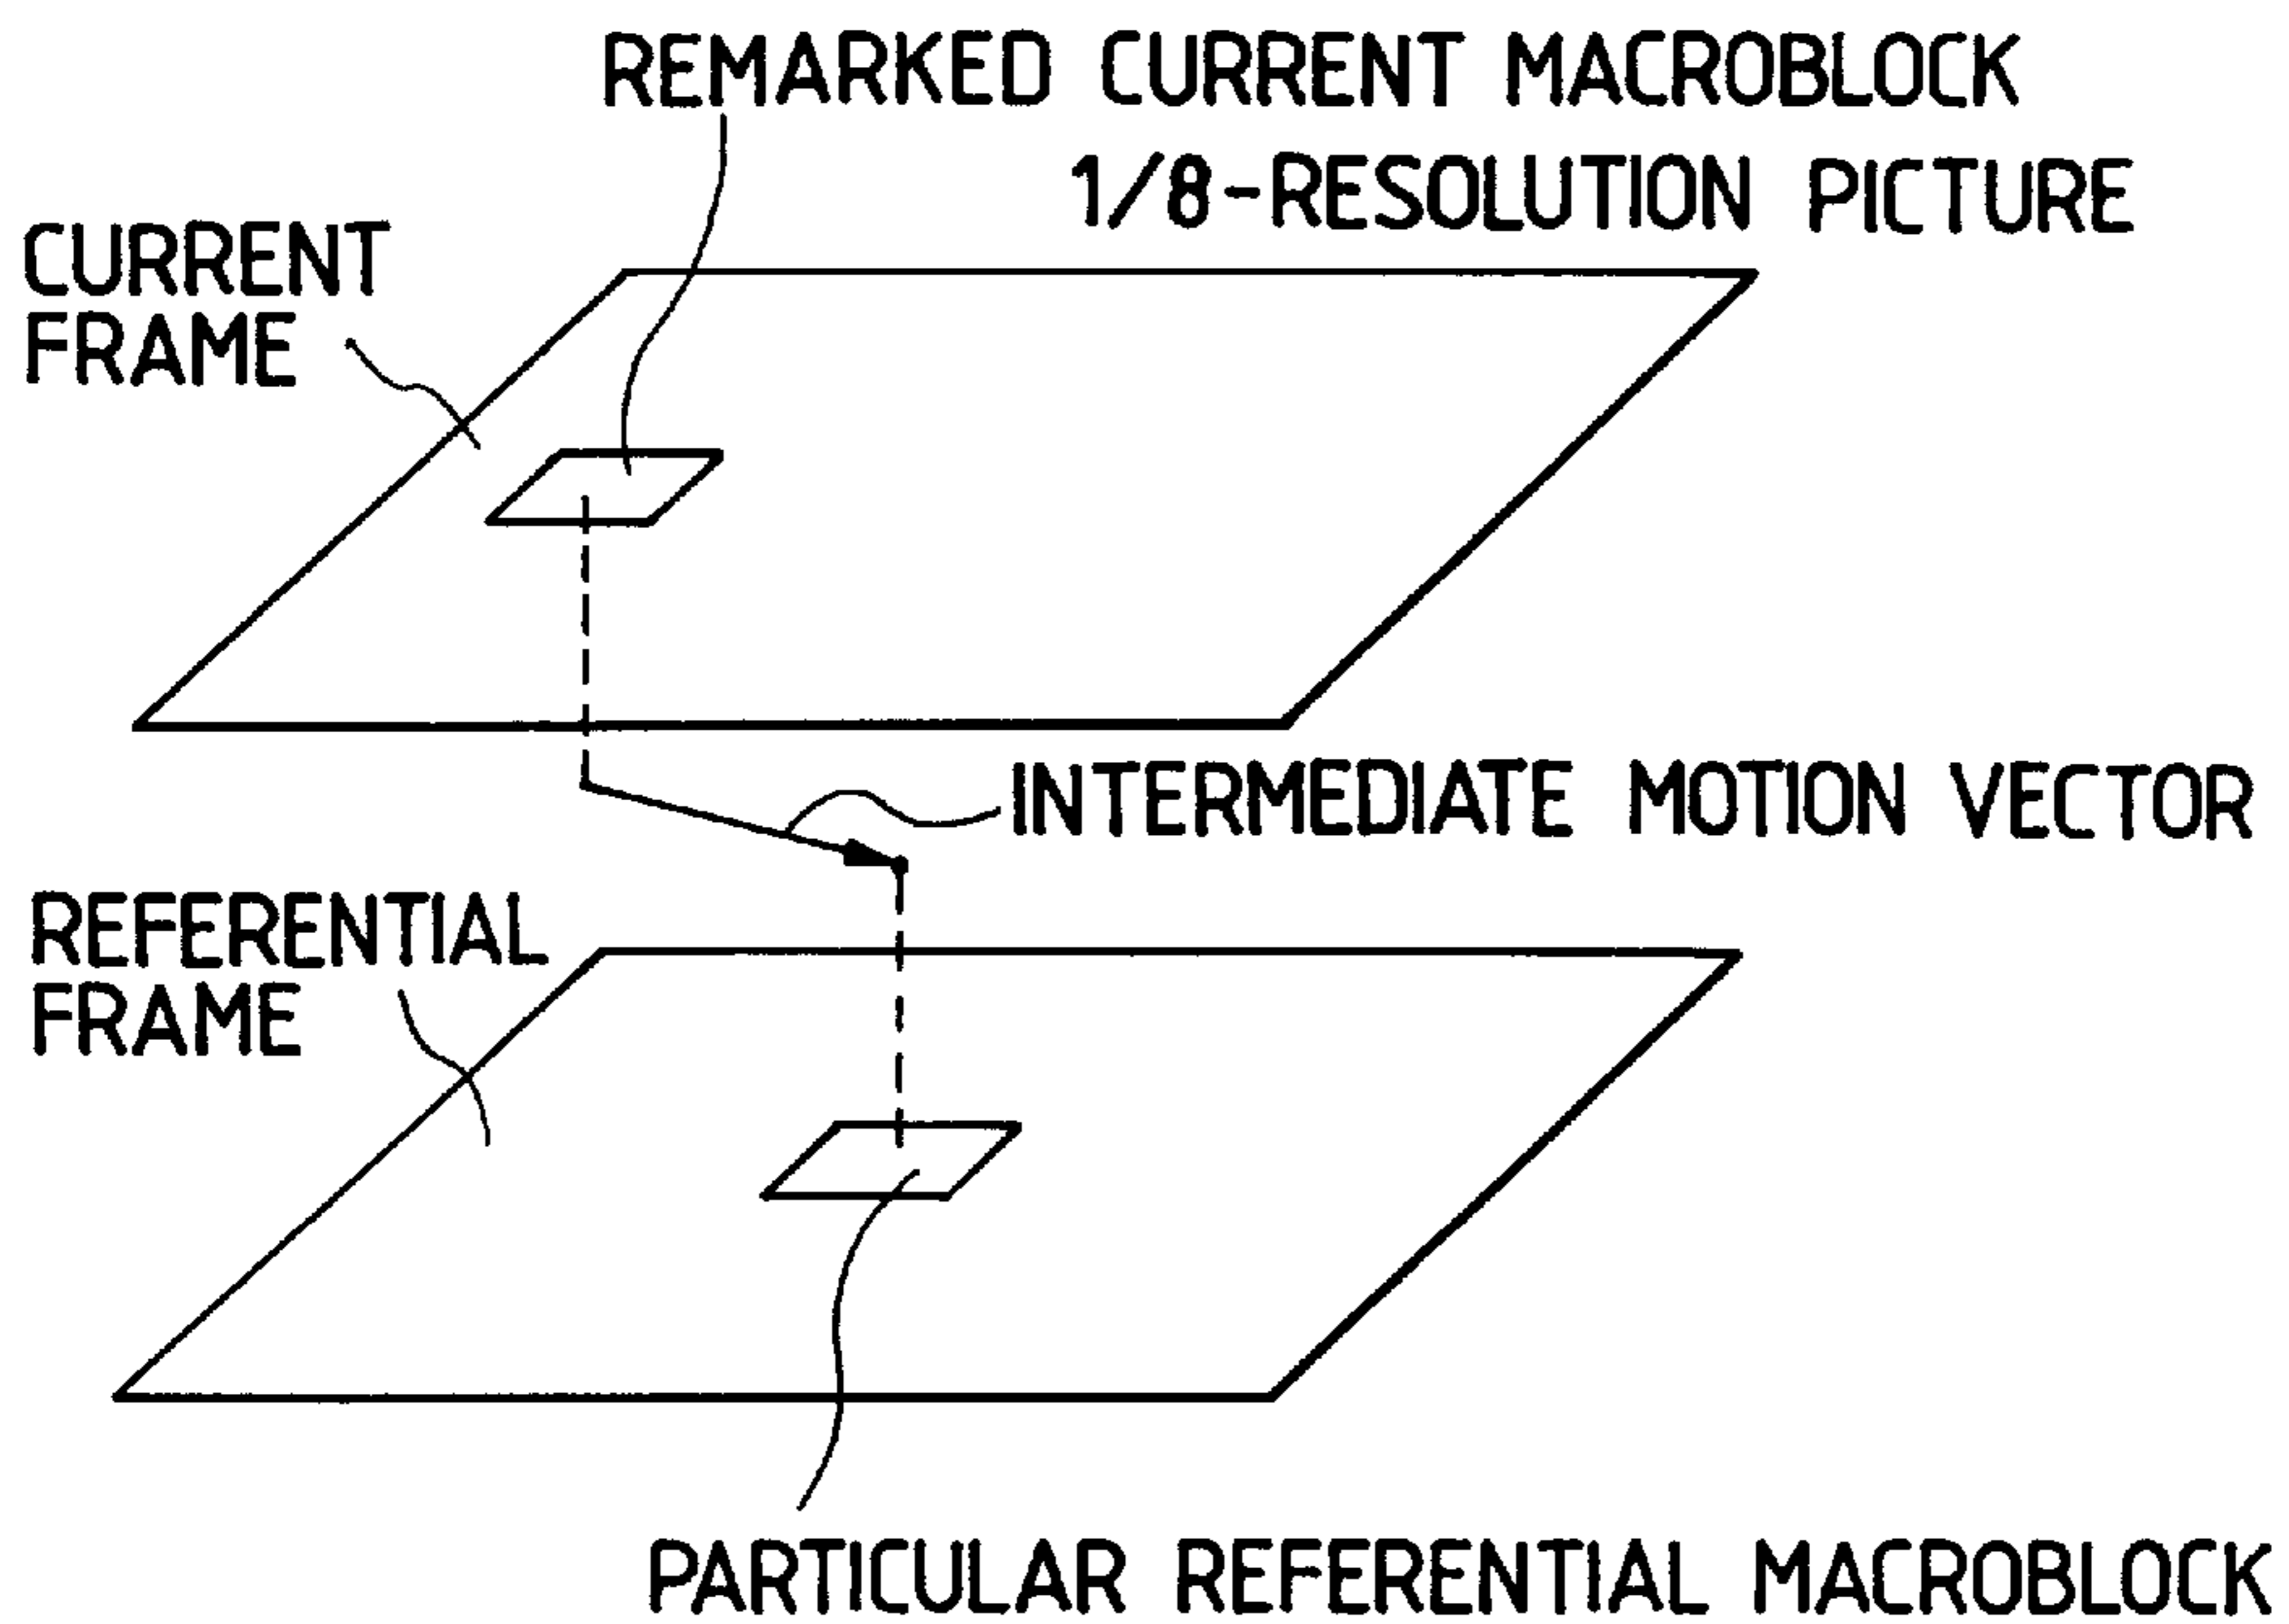 REMARKED CURRENT MACROBLOCK
1/8-RESOLUTION PICTURE
CURRENT
FRAME
INTERMEDIATE MOTION VECTOR
REFERENTIAL
FRAME
PARTICULAR REFERENTIAL MACROBLOCK